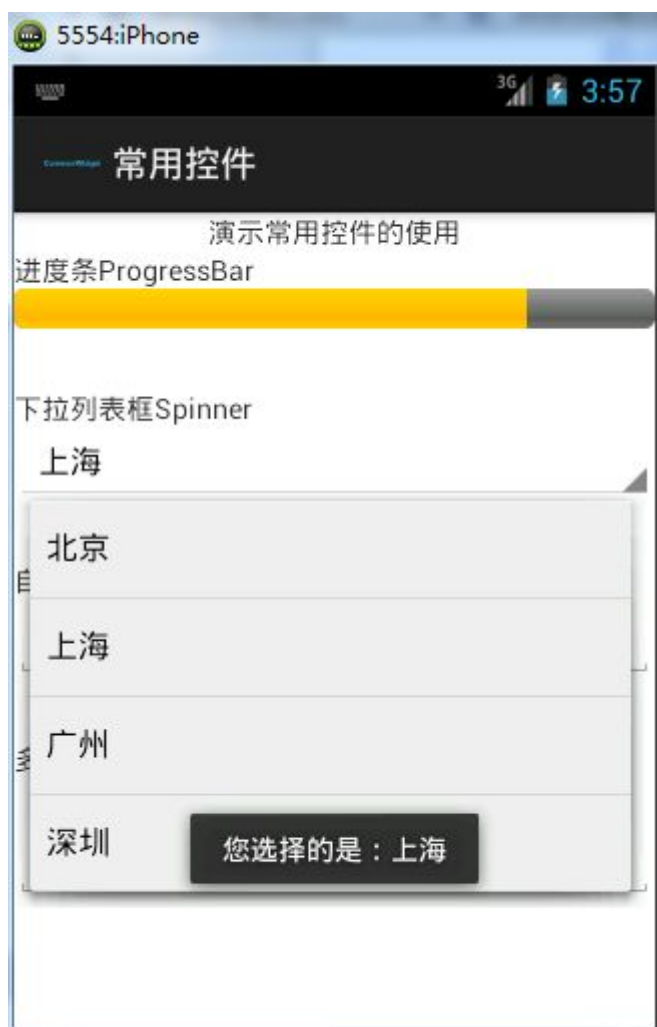 5554:iPhone
3G 3:57
常用控件
演示常用控件的使用
进度条ProgressBar
下拉列表框Spinner
上海
北京
上海
广州
深圳
您选择的是：上海